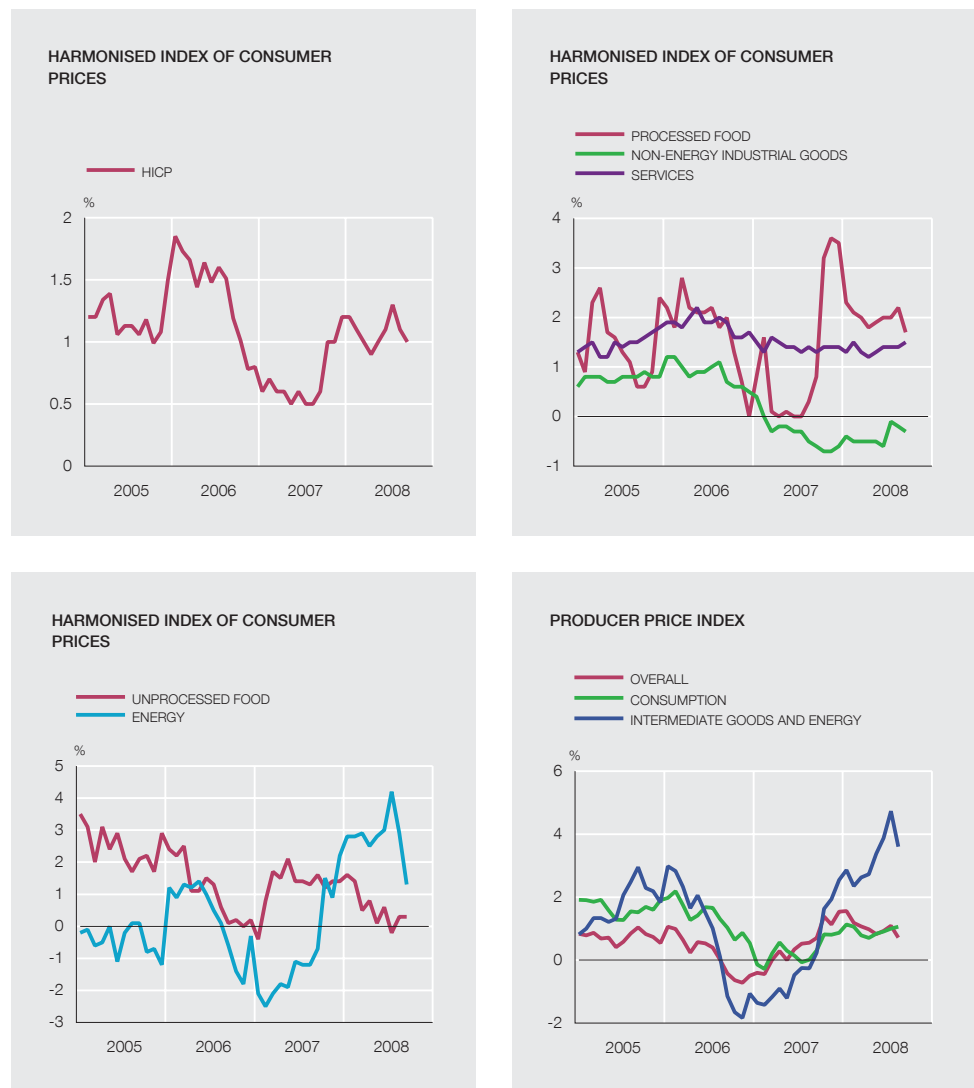 HARMONISED INDEX OF CONSUMER
PRICES
HICP
%
2
1.5
1
0.5
0
2005 2006 2007 2008
HARMONISED INDEX OF CONSUMER
PRICES
PROCESSED FOOD
NON-ENERGY INDUSTRIAL GOODS
SERVICES
%
4
3
2
1
0
-1
2005 2006 2007 2008
HARMONISED INDEX OF CONSUMER
PRICES
UNPROCESSED FOOD
ENERGY
%
5
4
3
2
1
0
-1
-2
-3
2005 2006 2007 2008
PRODUCER PRICE INDEX
OVERALL
CONSUMPTION
INTERMEDIATE GOODS AND ENERGY
%
6
4
2
0
-2
2005 2006 2007 2008